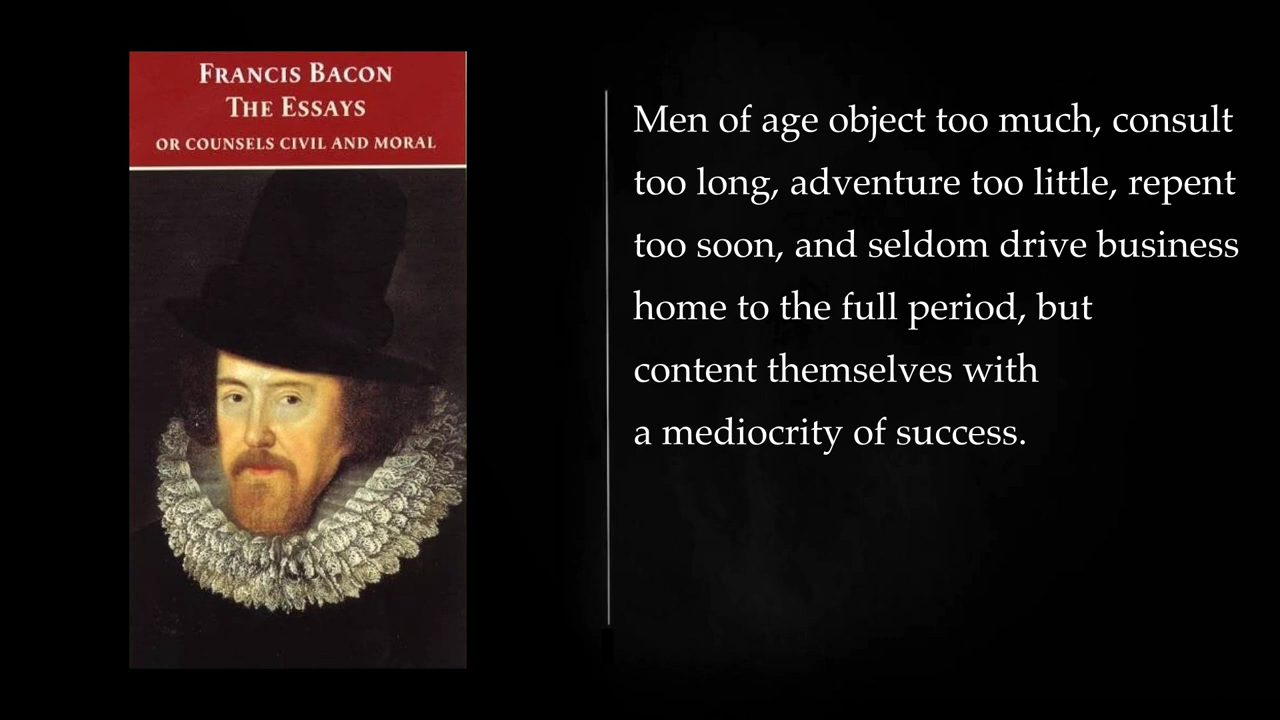 FRANCIS BACON
THE ESSAYS
OR COUNSELS CIVIL AND MORAL
Men of age object too much, consult
too long, adventure too little, repent
too soon, and seldom drive business
home to the full period, but
content themselves with
a mediocrity of success.